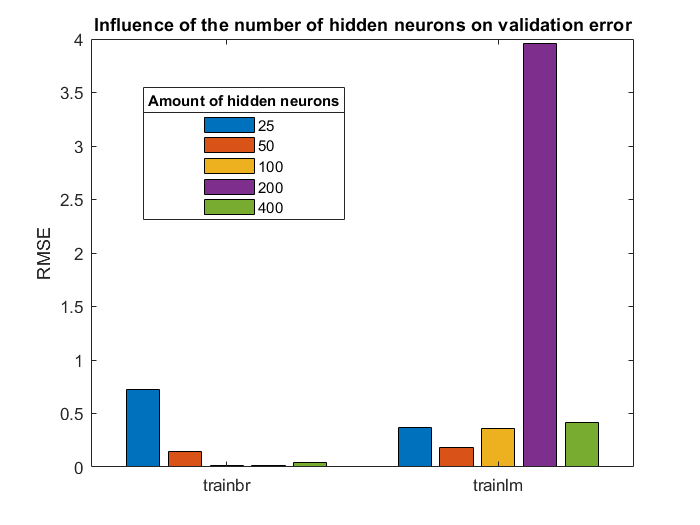 Influence of the number of hidden neurons on validation error
4
3.5
3
2.5
2
1.5
1
0.5
0
RMSE
Amount of hidden neurons
25
50
100
200
400
trainbr
trainlm